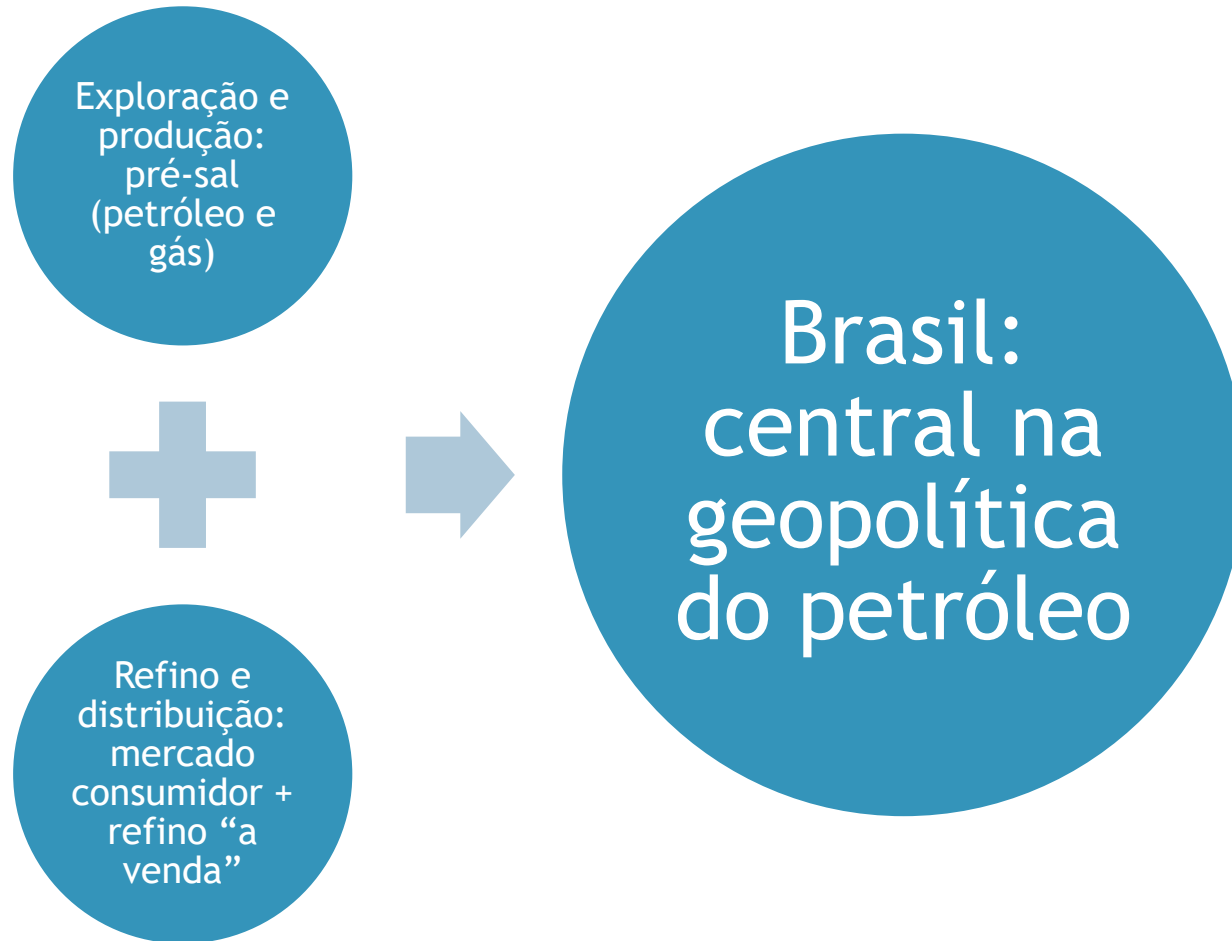 Exploração e
produção:
pré-sal
(petróleo e
gás)
Refino e
distribuição:
mercado
consumidor +
refino “a
venda”
Brasil:
central na
geopolítica
do petróleo